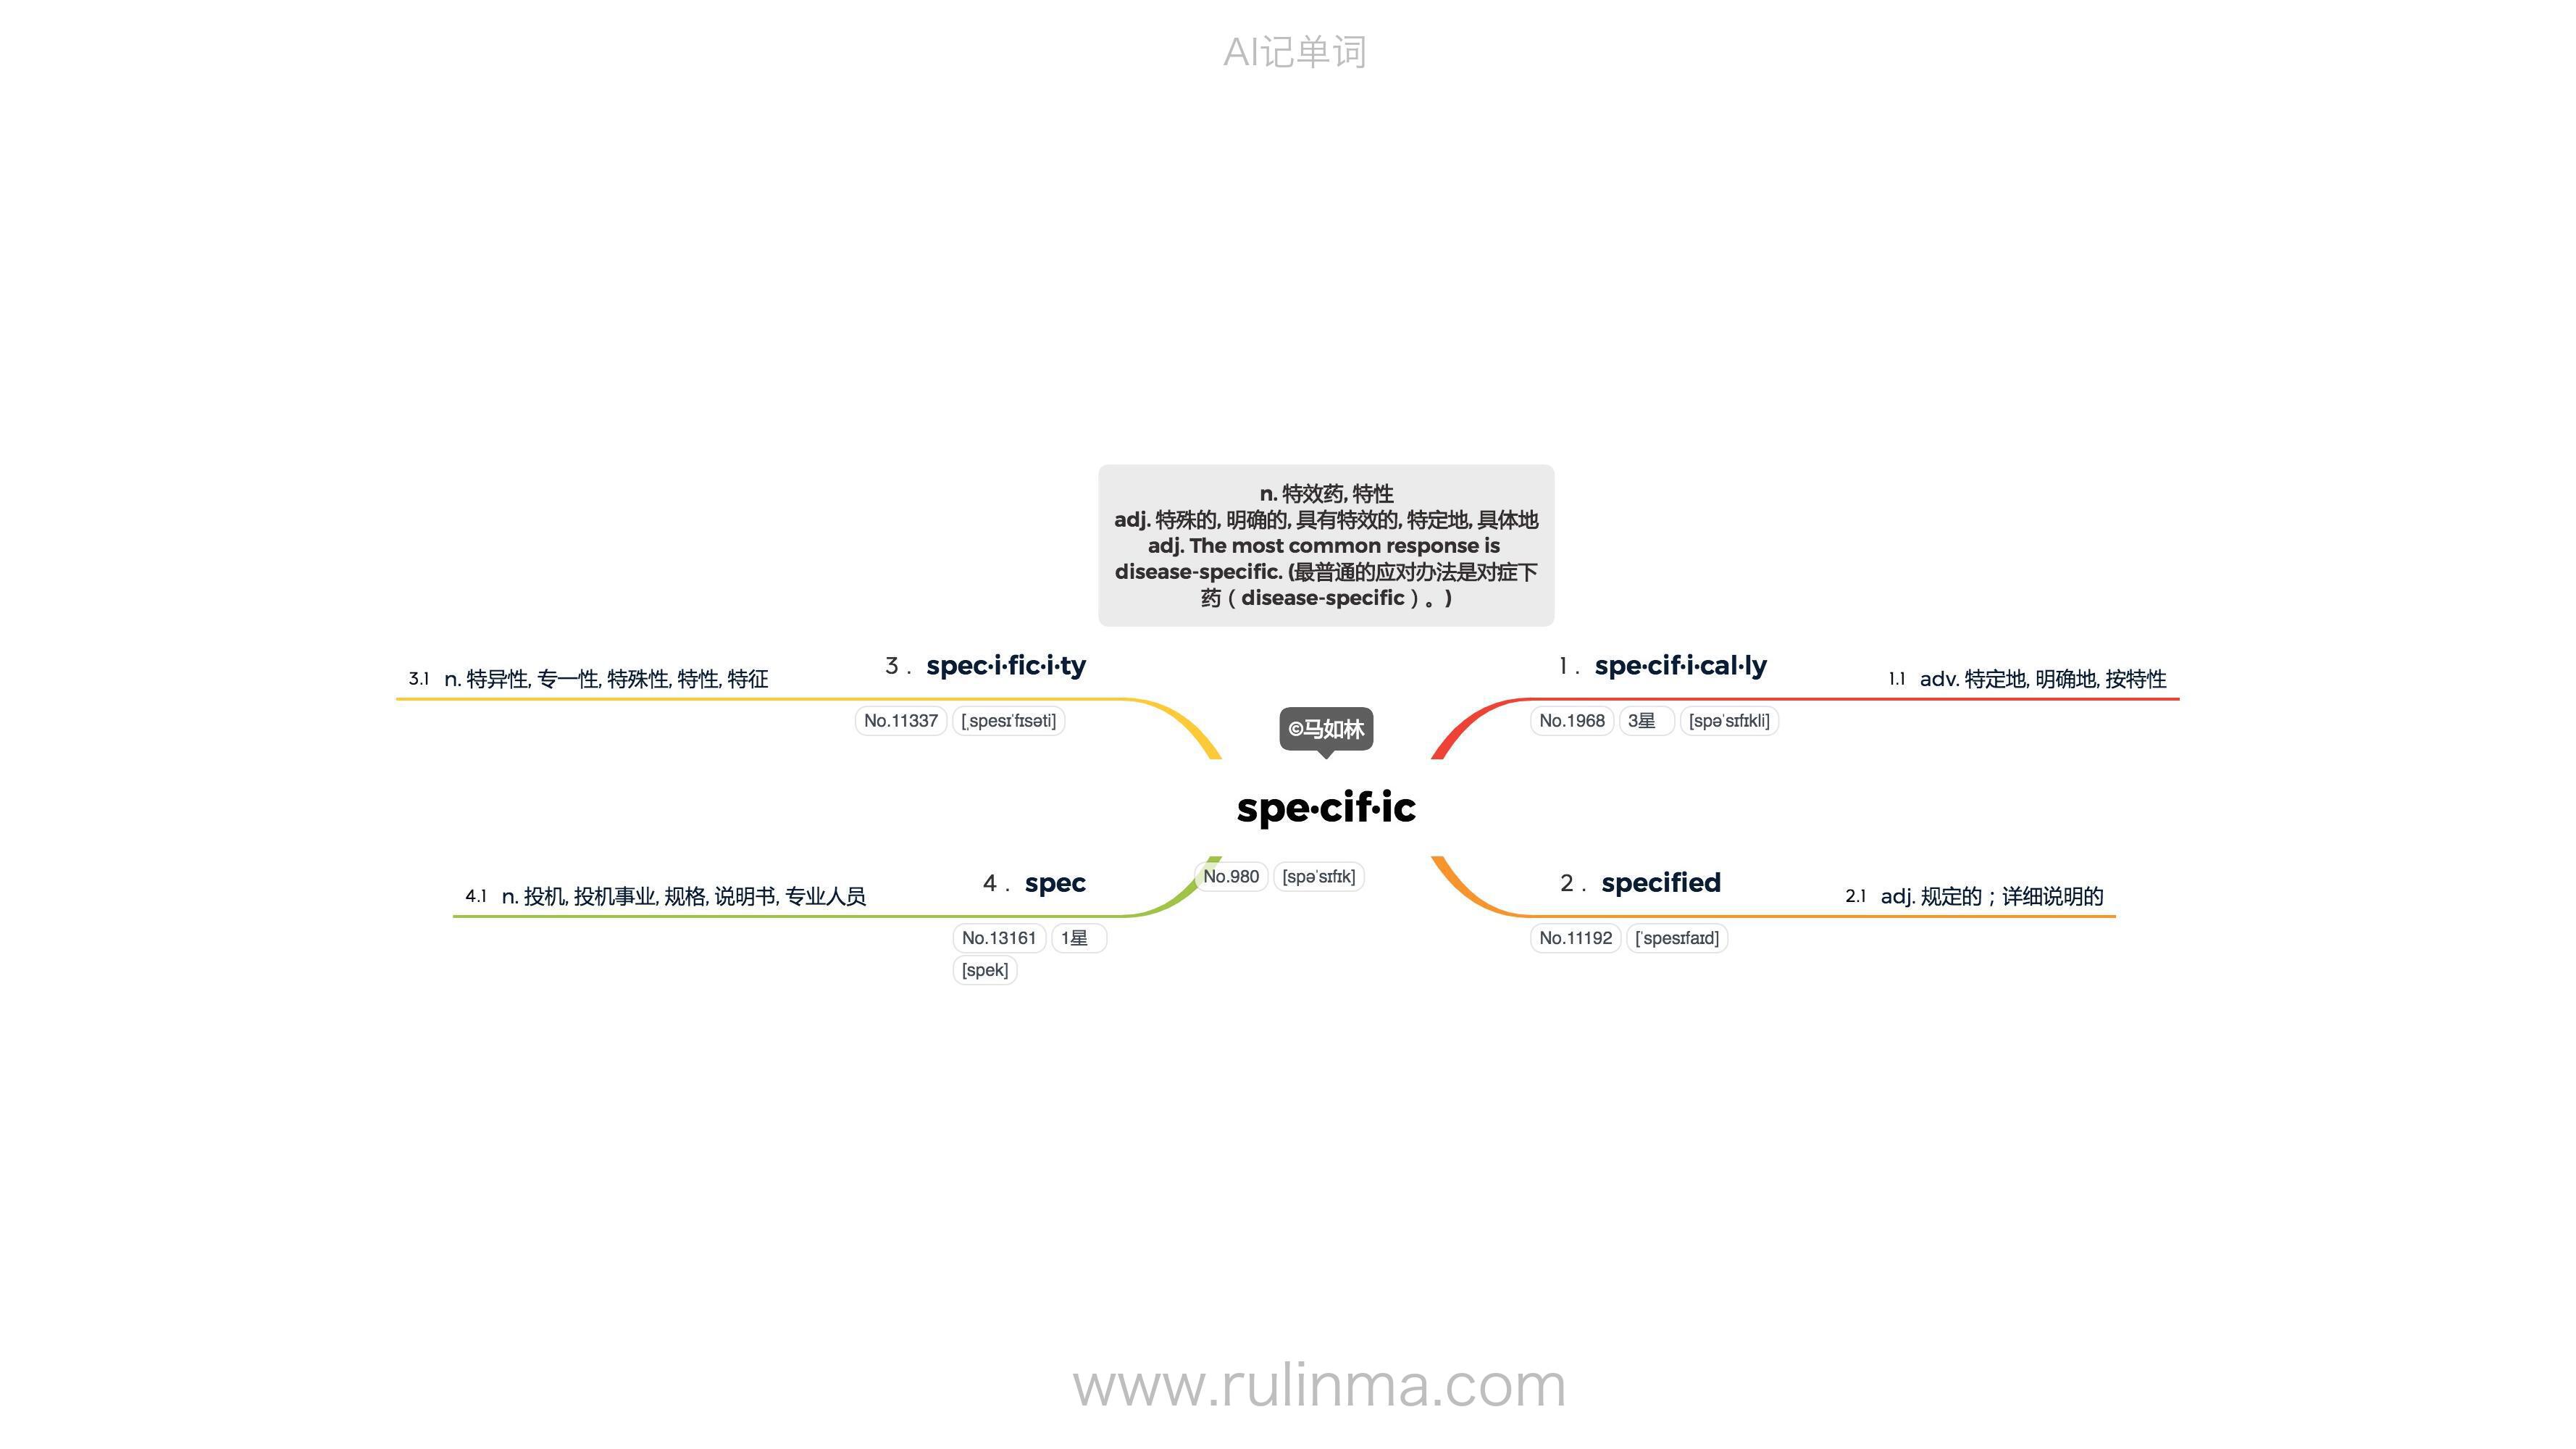 AI记单词
n. 特效药, 特性
adj. 特殊的, 明确的, 具有特效的, 特定地, 具体地
adj. The most common response is
disease-specific. (最普通的应对办法是对症下
药（disease-specific）。)
3.1 n. 特异性, 专一性, 特殊性, 特性, 特征
3. spec·i·fic·i·ty
No.11337 [ˌspesɪˈfɪsəti]
1. spe·cif·i·cal·ly
1.1 adv. 特定地, 明确地, 按特性
No.1968 3星 [spəˈsɪfɪkli]
©马如林
spe·cif·ic
No.980 [spəˈsɪfɪk]
4.1 n. 投机, 投机事业, 规格, 说明书, 专业人员
4. spec
No.13161 1星
[spek]
2. specified
2.1 adj. 规定的；详细说明的
No.11192 [ˈspesɪfaɪd]
www.rulinma.com